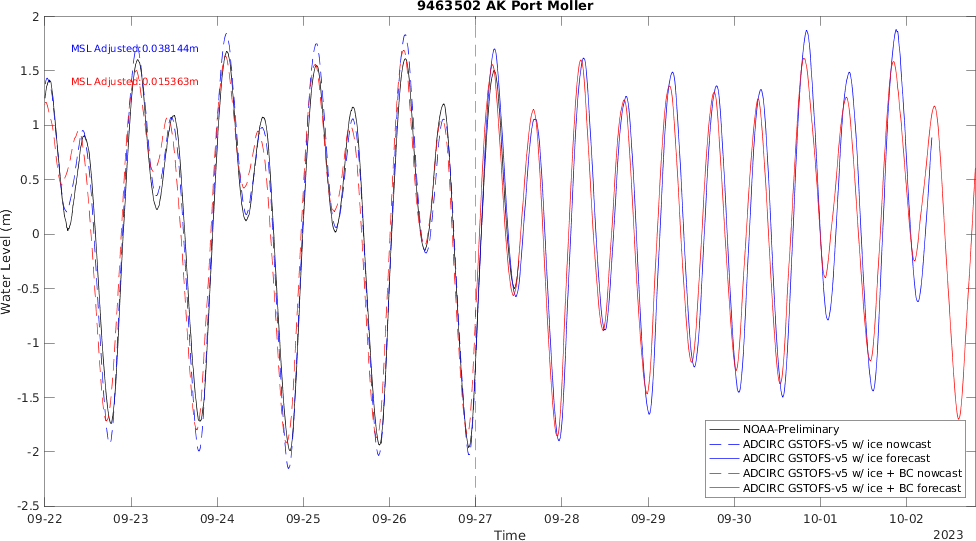 9463502 AK Port Moller
MSL Adjusted:0.038144m
MSL Adjusted:0.015363m
Water Level (m)
2
1.5
1
0.5
0
-0.5
-1
-1.5
-2
-2.5
NOAA-Preliminary
ADCIRC GSTOFS-v5 w/ ice nowcast
ADCIRC GSTOFS-v5 w/ ice forecast
ADCIRC GSTOFS-v5 w/ ice + BC nowcast
ADCIRC GSTOFS-v5 w/ ice + BC forecast
09-22 09-23 09-24 09-25 09-26 09-27 09-28 09-29 09-30 10-01 10-02
Time
2023